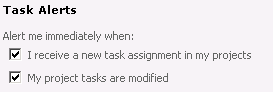 Task Alerts
Alert me immediately when:
I receive a new task assignment in my projects
My project tasks are modified